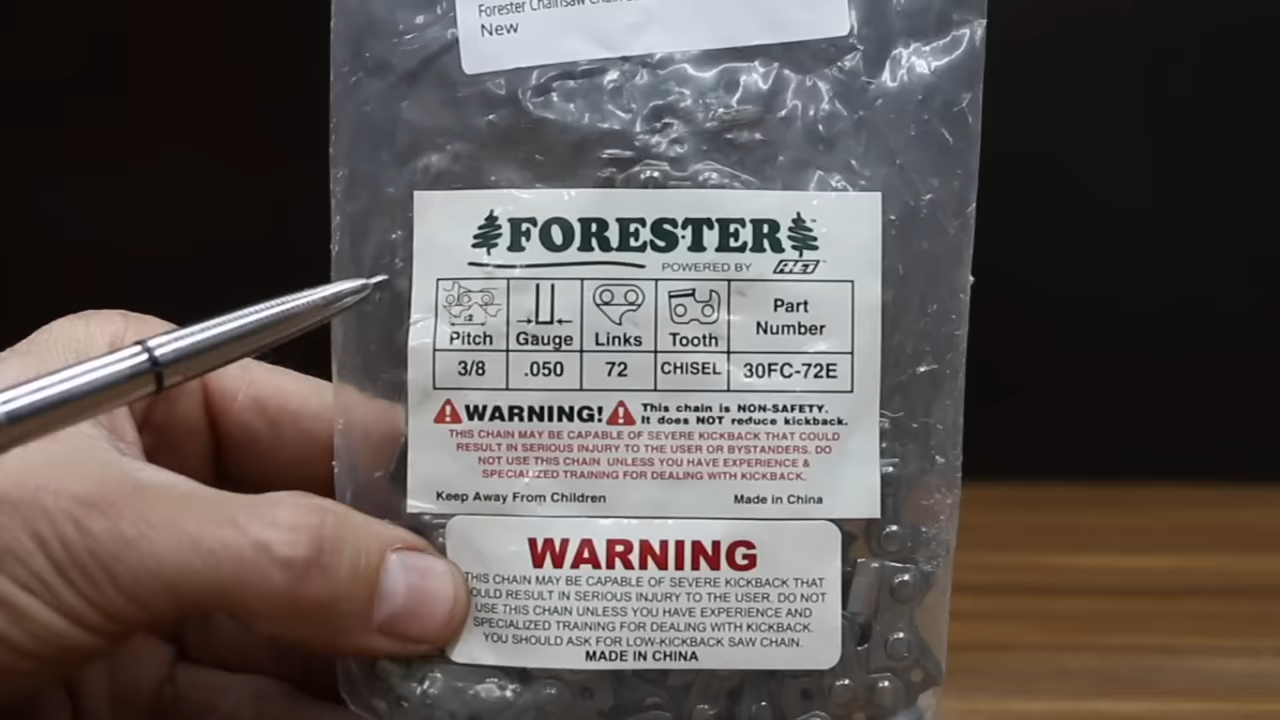 Forester Chainsaw Chain
New
FORESTER™
POWERED BY RET™
Pitch Gauge Links Tooth Part Number
3/8 .050 72 CHISEL 30FC-72E
WARNING! This chain is NON-SAFETY.
It does NOT reduce kickback.
THIS CHAIN MAY BE CAPABLE OF SEVERE KICKBACK THAT COULD
RESULT IN SERIOUS INJURY TO THE USER OR BYSTANDERS. DO
NOT USE THIS CHAIN UNLESS YOU HAVE EXPERIENCE &
SPECIALIZED TRAINING FOR DEALING WITH KICKBACK.
Keep Away From Children Made in China
WARNING
THIS CHAIN MAY BE CAPABLE OF SEVERE KICKBACK THAT
OULD RESULT IN SERIOUS INJURY TO THE USER. DO NOT
USE THIS CHAIN UNLESS YOU HAVE EXPERIENCE AND
SPECIALIZED TRAINING FOR DEALING WITH KICKBACK.
YOU SHOULD ASK FOR LOW-KICKBACK SAW CHAIN.
MADE IN CHINA